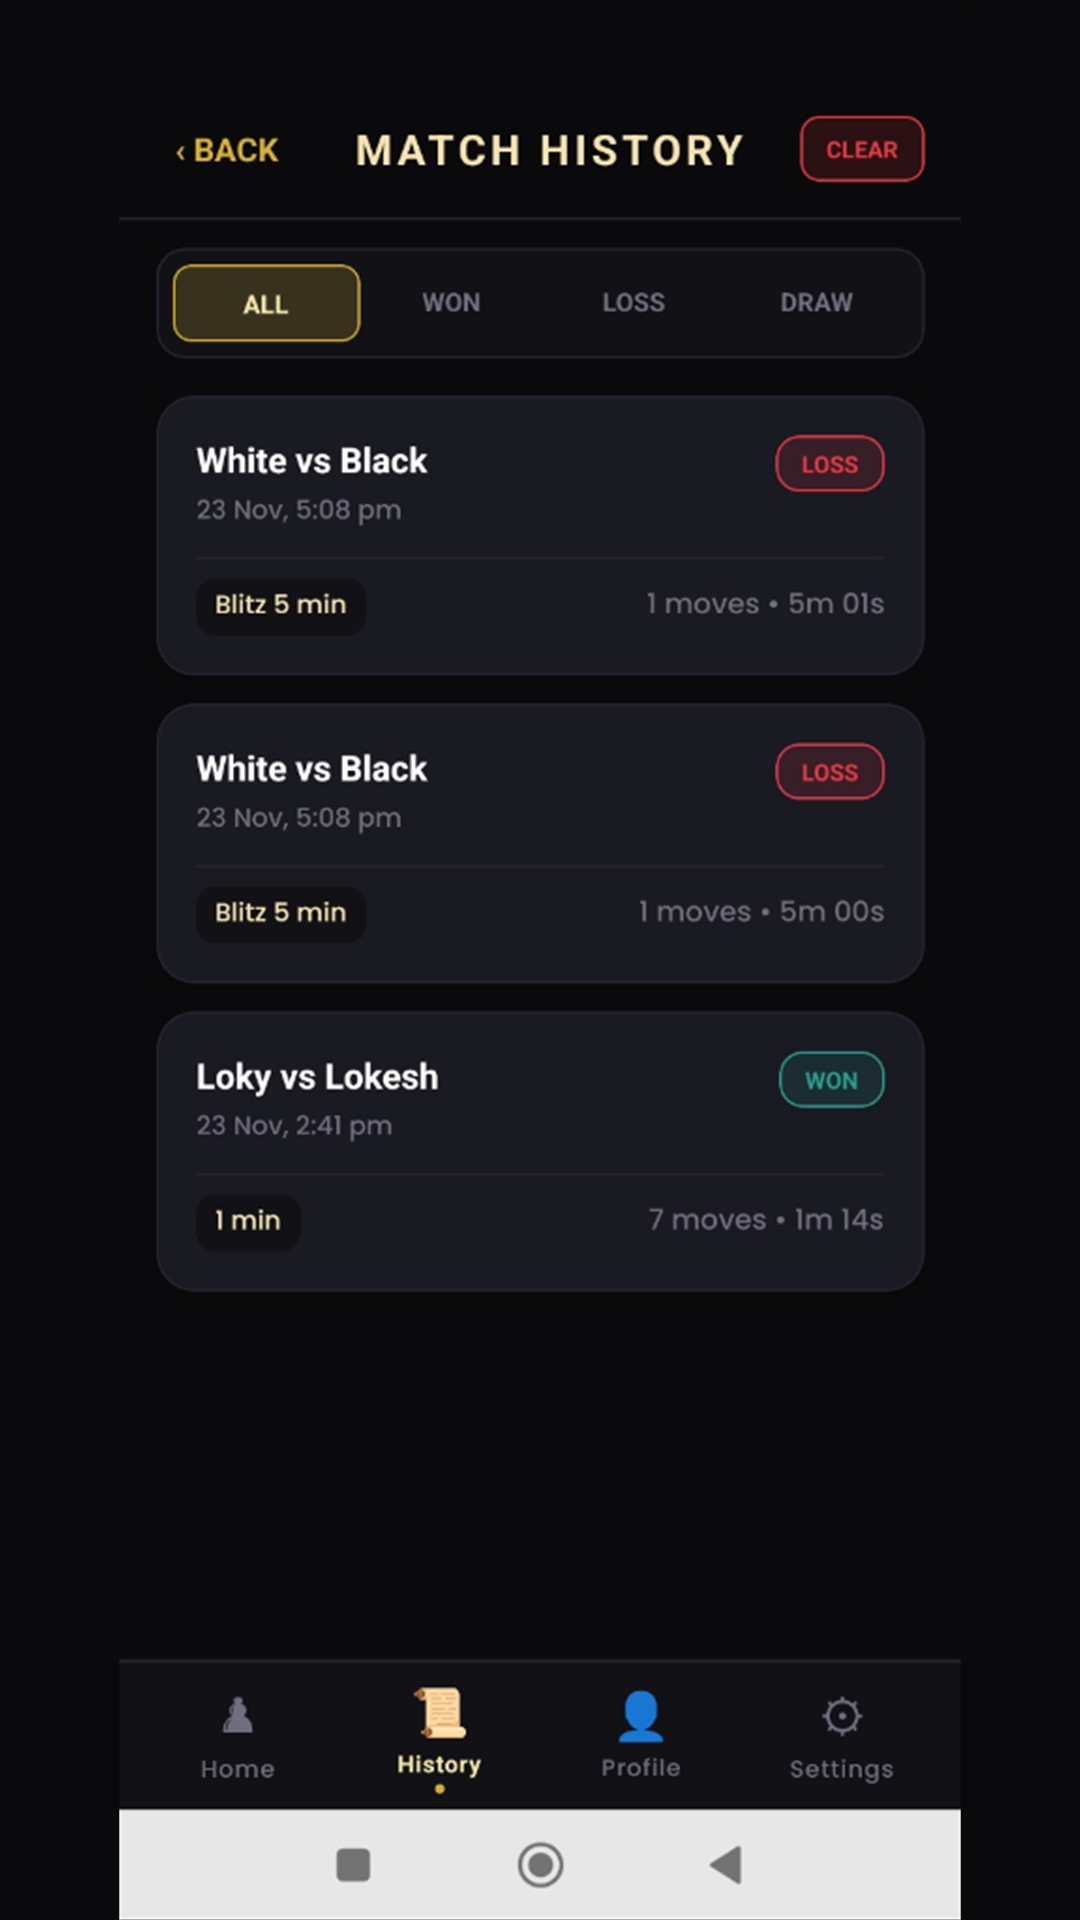 ‹ BACK
MATCH HISTORY
CLEAR
ALL
WON
LOSS
DRAW
White vs Black
LOSS
23 Nov, 5:08 pm
Blitz 5 min
1 moves • 5m 01s
White vs Black
LOSS
23 Nov, 5:08 pm
Blitz 5 min
1 moves • 5m 00s
Loky vs Lokesh
WON
23 Nov, 2:41 pm
1 min
7 moves • 1m 14s
Home
History
Profile
Settings